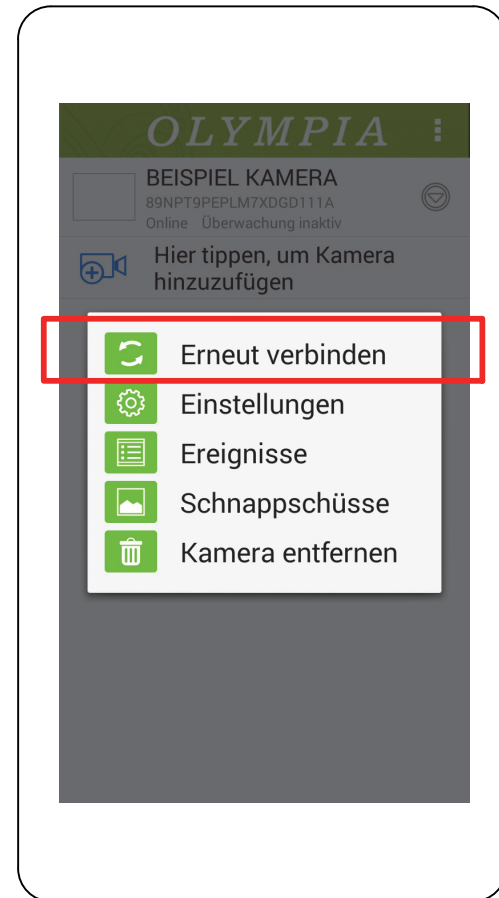 OLYMPIA
BEISPIEL KAMERA
89NPT9PEPLM7XDGD111A
Online Überwachung inaktiv
Hier tippen, um Kamera
hinzuzufügen
Erneut verbinden
Einstellungen
Ereignisse
Schnappschüsse
Kamera entfernen